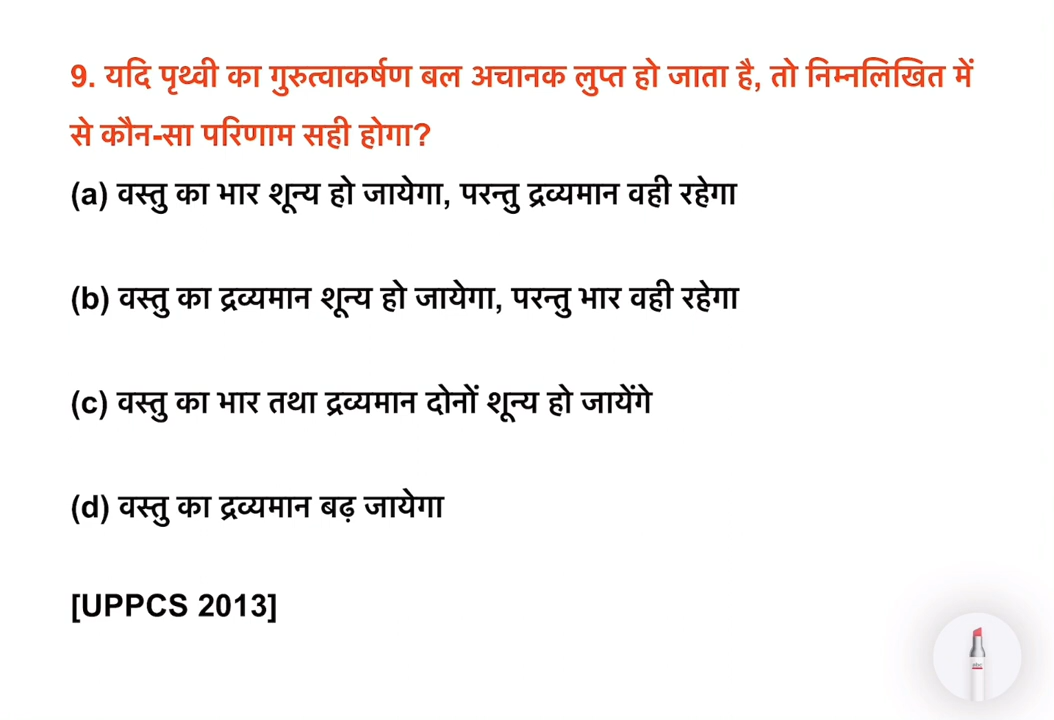 9. यदि पृथ्वी का गुरुत्वाकर्षण बल अचानक लुप्त हो जाता है, तो निम्नलिखित में
से कौन-सा परिणाम सही होगा?
(a) वस्तु का भार शून्य हो जायेगा, परन्तु द्रव्यमान वही रहेगा
(b) वस्तु का द्रव्यमान शून्य हो जायेगा, परन्तु भार वही रहेगा
(c) वस्तु का भार तथा द्रव्यमान दोनों शून्य हो जायेंगे
(d) वस्तु का द्रव्यमान बढ़ जायेगा
[UPPCS 2013]